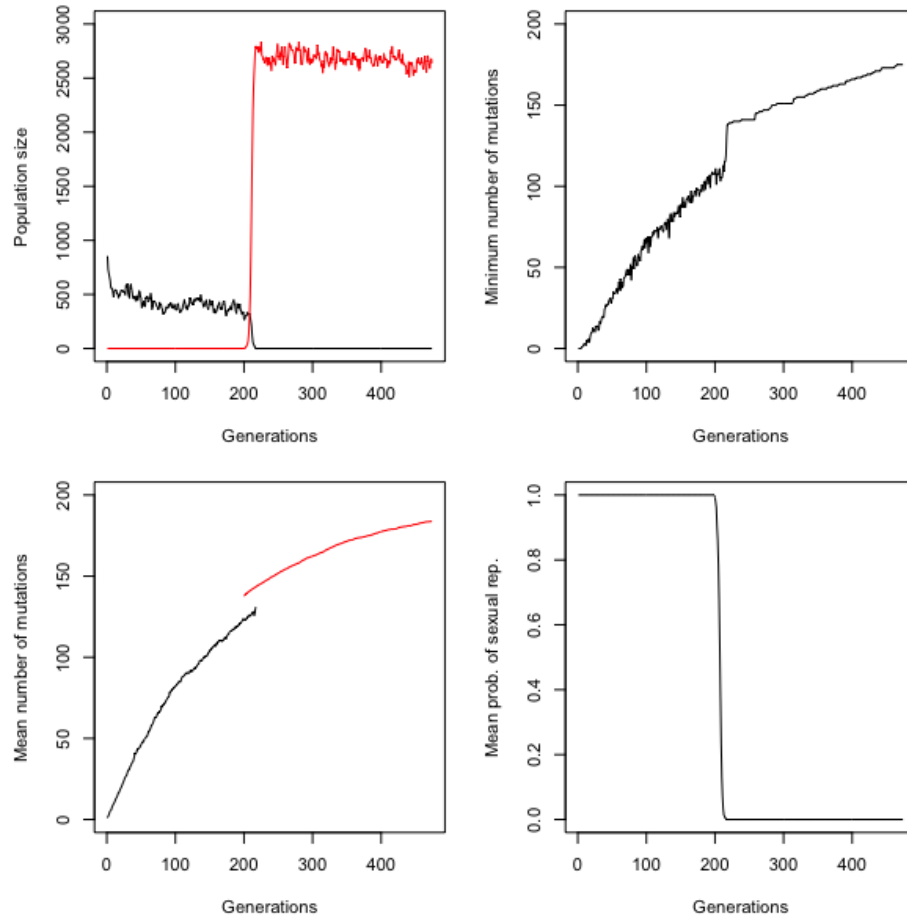 Population size
0 500 1000 1500 2000 2500 3000
0 100 200 300 400
Generations
Minimum number of mutations
0 50 100 150 200
0 100 200 300 400
Generations
Mean number of mutations
0 50 100 150 200
0 100 200 300 400
Generations
Mean prob. of sexual rep.
0.0 0.2 0.4 0.6 0.8 1.0
0 100 200 300 400
Generations